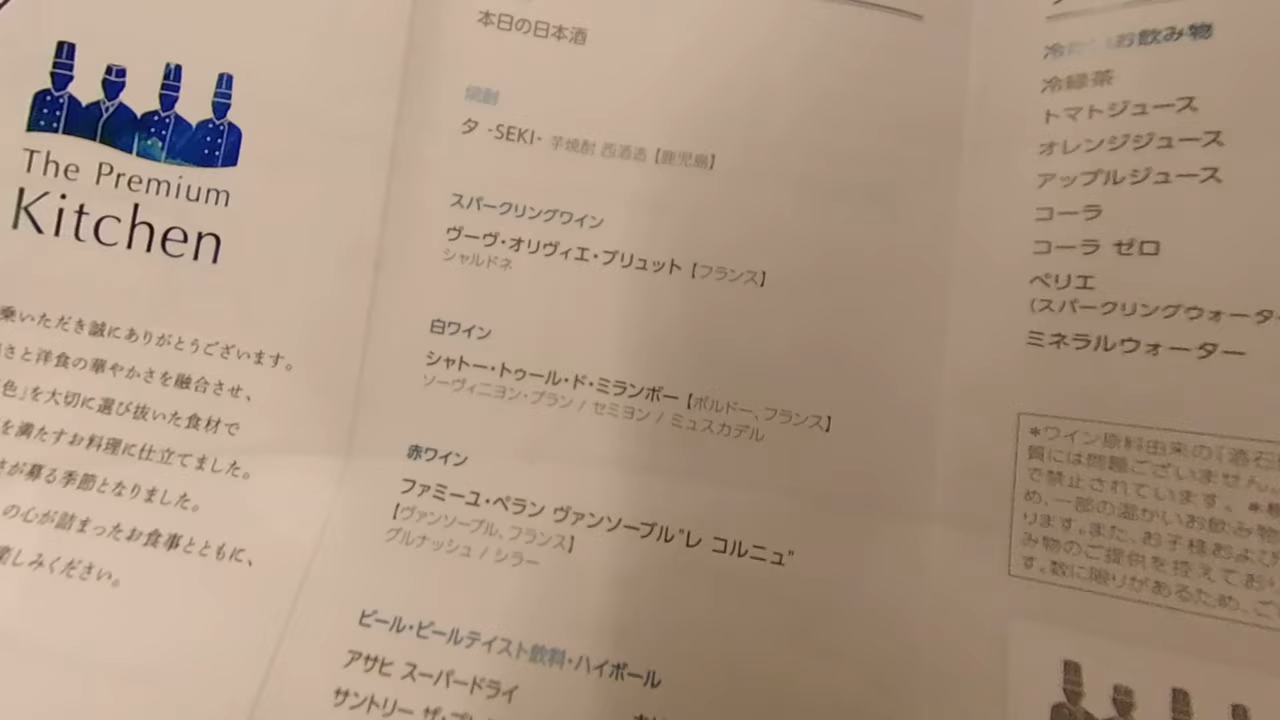 The Premium
Kitchen
乗いただき誠にありがとうございます。
さと洋食の華やかさを融合させ、
色」を大切に選び抜いた食材で
を満たすお料理に仕立てました。
が募る季節となりました。
の心が詰まったお食事とともに、
楽しみください。
本日の日本酒
焼酎
夕 -SEKI- 芋焼酎 西酒造【鹿児島】
スパークリングワイン
ヴーヴ・オリヴィエ・ブリュット【フランス】
シャルドネ
白ワイン
シャトー・トゥール・ド・ミランボー【ボルドー、フランス】
ソーヴィニヨン・ブラン / セミヨン / ミュスカデル
赤ワイン
ファミーユ・ペラン ヴァンソーブル"レ コルニュ"
【ヴァンソーブル、フランス】
グルナッシュ / シラー
ビール・ビールテイスト飲料・ハイボール
アサヒ スーパードライ
サントリー ザ・プレ
お飲み物
冷緑茶
トマトジュース
オレンジジュース
アップルジュース
コーラ
コーラ ゼロ
ペリエ
(スパークリングウォータ
ミネラルウォーター
*ワイン原料由来の「酒石
質には問題ございません。
で禁止されています。*
め、一部の温かいお飲み物
ります。また、お子様および
み物のご提供を控えており
す。数に限りがあるため、ご